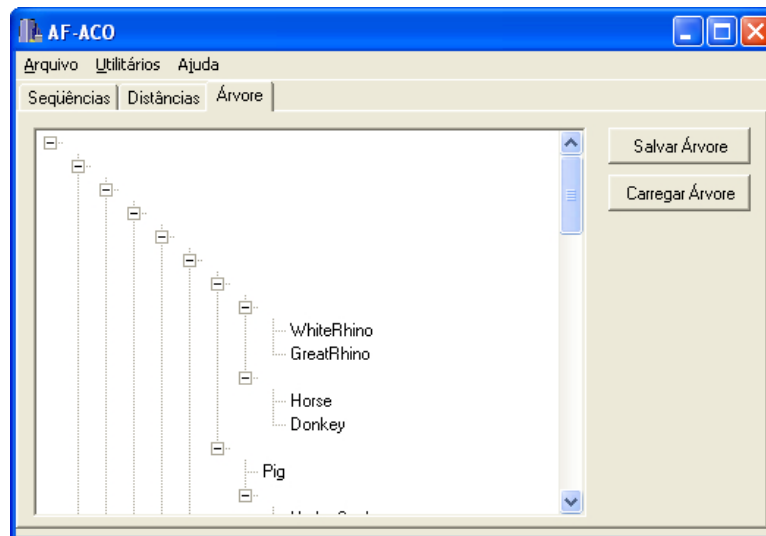 AF-ACO
Arquivo Utilitários Ajuda
Seqüências Distâncias Árvore
Salvar Árvore
Carregar Árvore
WhiteRhino
GreatRhino
Horse
Donkey
Pig